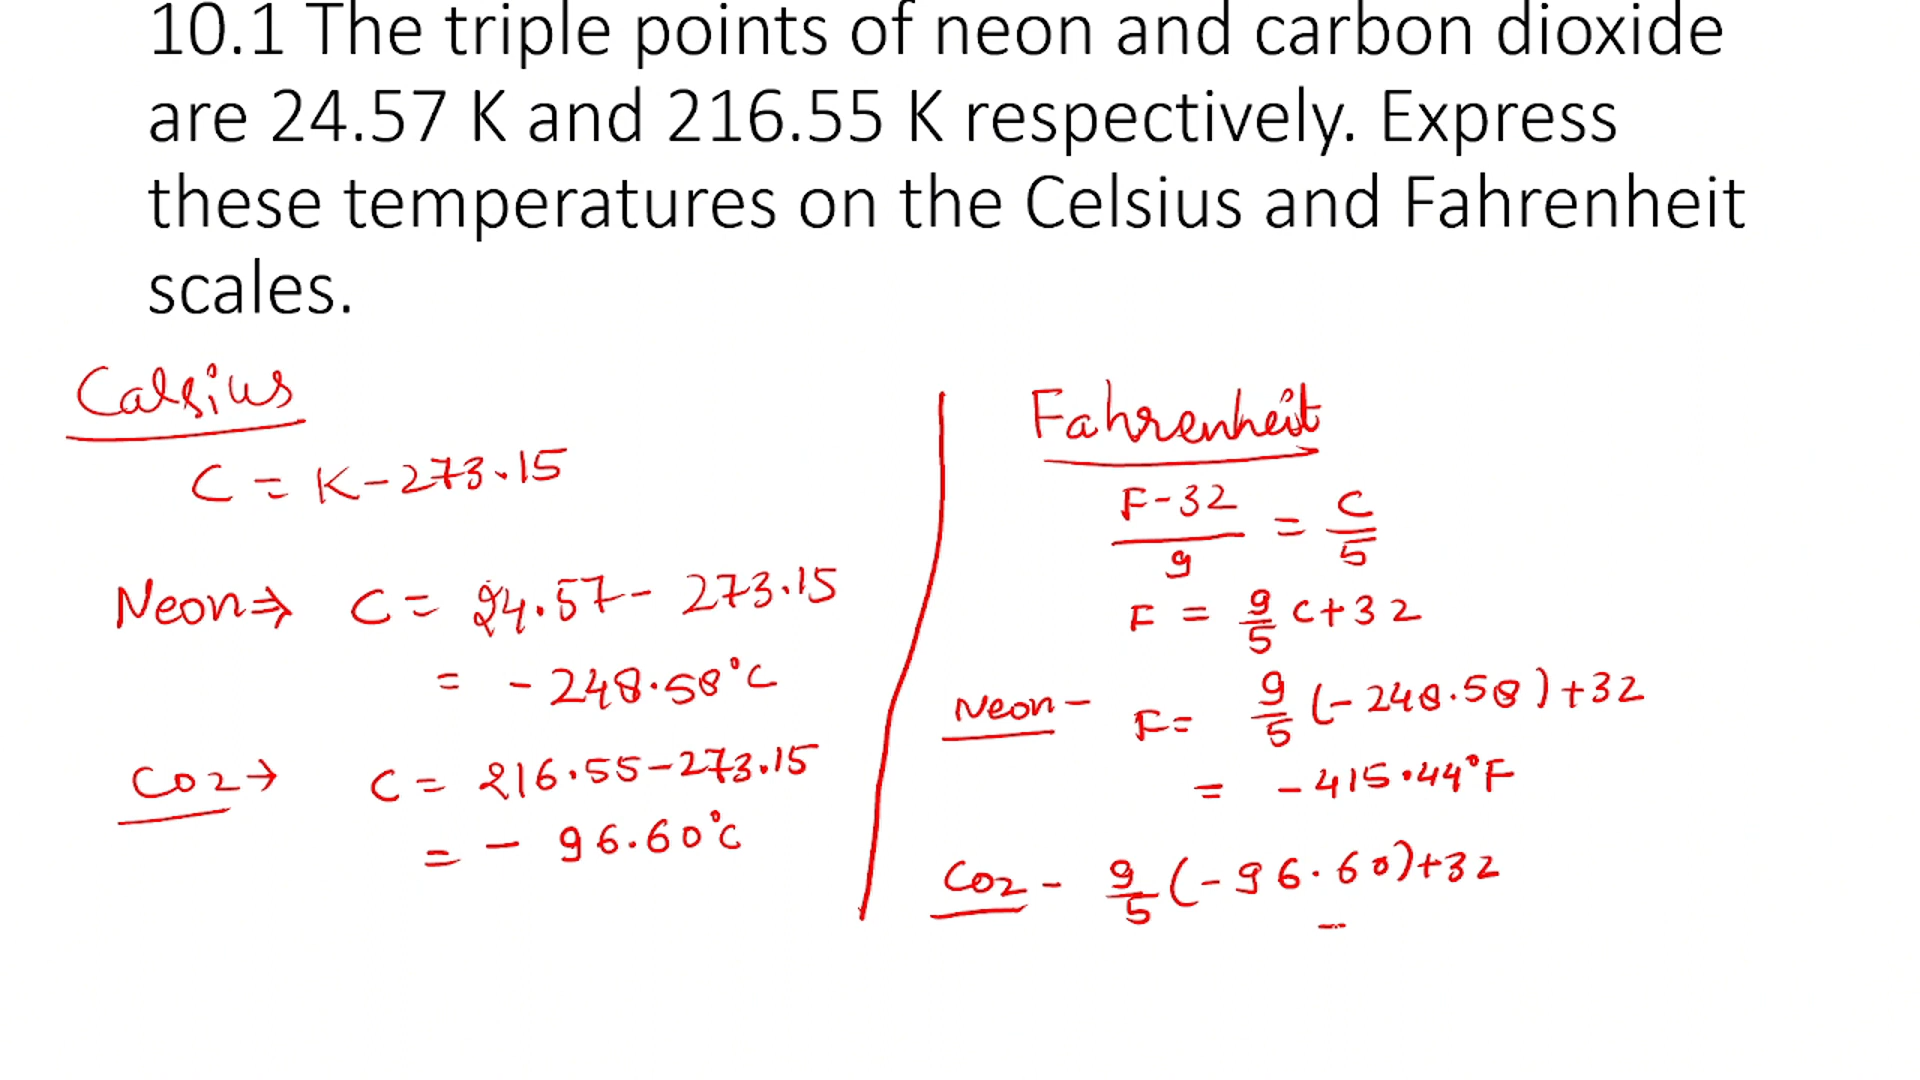 10.1 The triple points of neon and carbon dioxide
are 24.57 K and 216.55 K respectively. Express
these temperatures on the Celsius and Fahrenheit
scales.
Calsius
C = K - 273.15
Neon ⇒ C = 24.57 - 273.15
= - 248.58°C
CO2 → C = 216.55 - 273.15
= - 96.60°C
Fahrenheit
F-32/9 = C/5
F = 9/5 C + 32
Neon - F = 9/5 (- 248.58) + 32
= - 415.44°F
CO2 - 9/5 (- 96.60) + 32